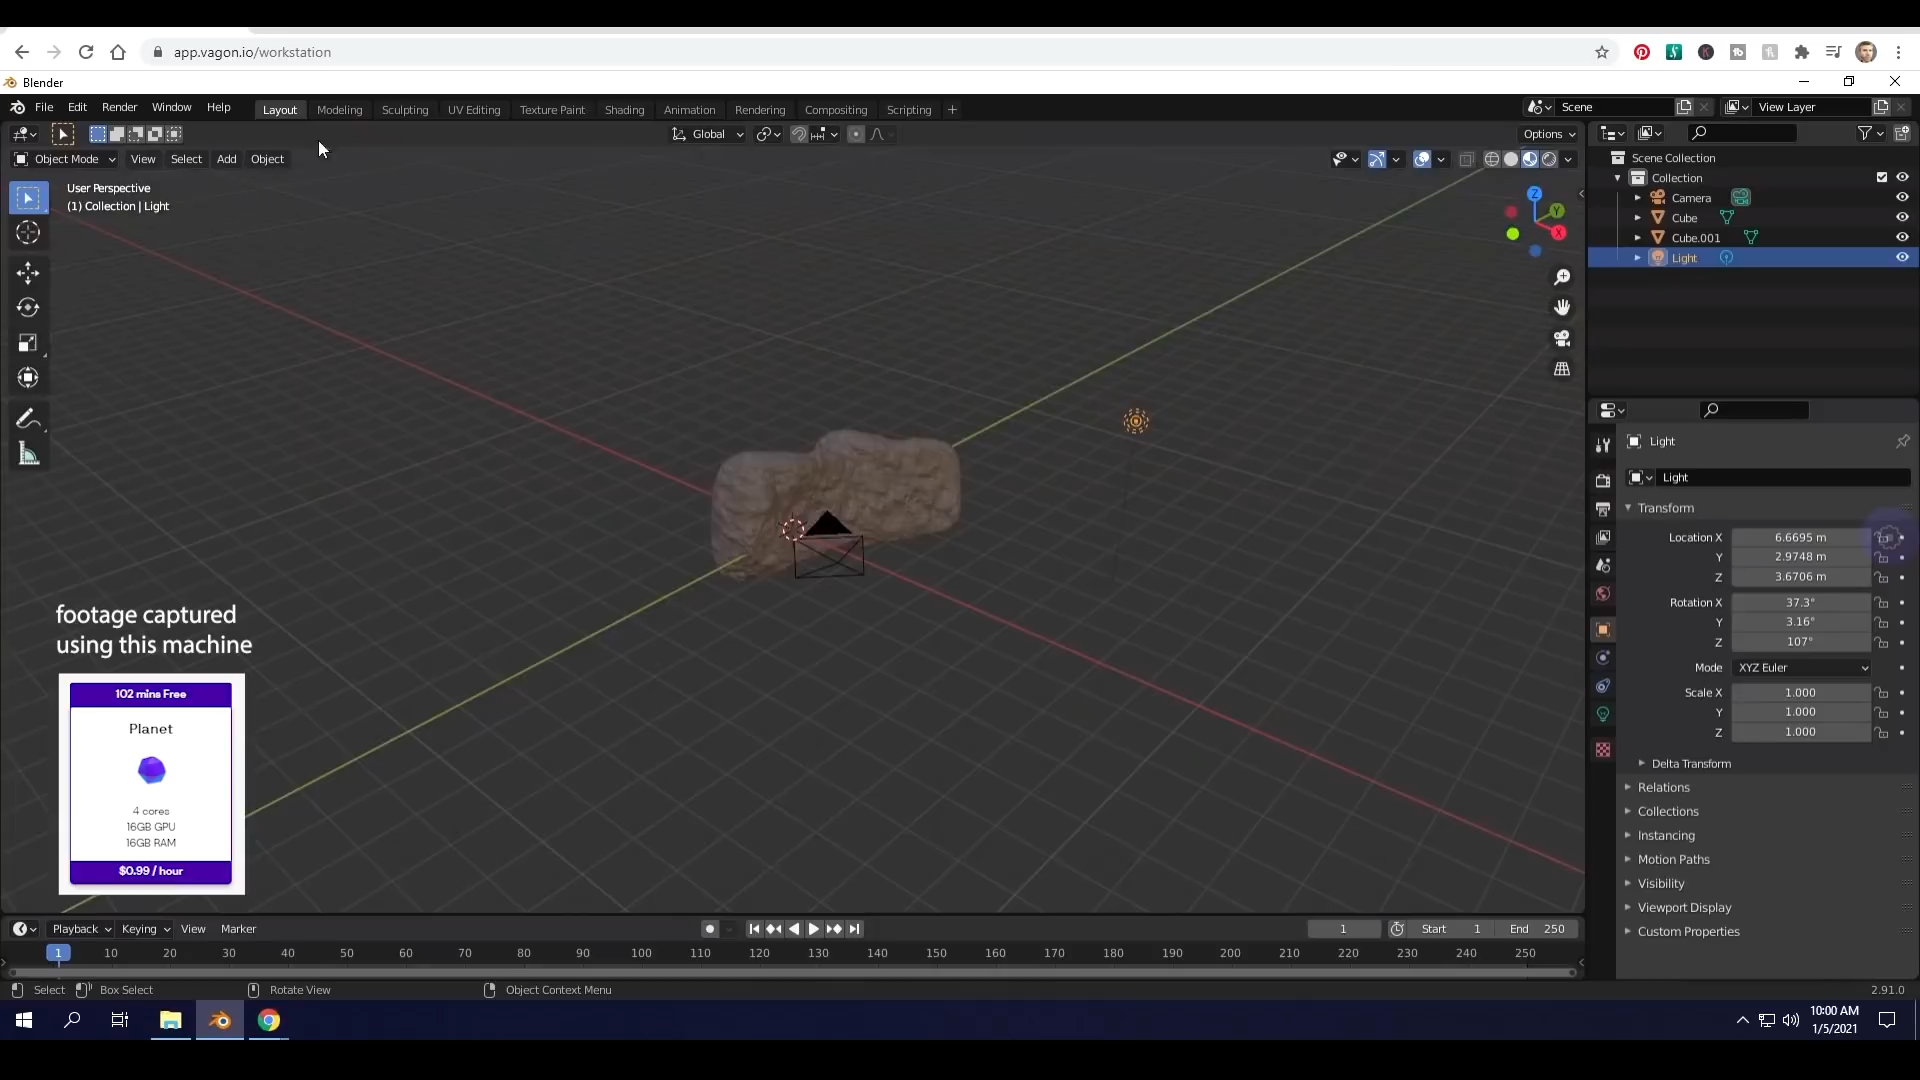 app.vagon.io/workstation
Blender
File Edit Render Window Help
Layout Modeling Sculpting UV Editing Texture Paint Shading Animation Rendering Compositing Scripting +
Scene
View Layer
Global
Options
Object Mode View Select Add Object
User Perspective
(1) Collection | Light
Z
Y
X
Scene Collection
Collection
Camera
Cube
Cube.001
Light
Light
Light
Transform
Location X 6.6695 m
Y 2.9748 m
Z 3.6706 m
Rotation X 37.3°
Y 3.16°
Z 107°
Mode XYZ Euler
Scale X 1.000
Y 1.000
Z 1.000
Delta Transform
Relations
Collections
Instancing
Motion Paths
Visibility
Viewport Display
Custom Properties
footage captured
using this machine
102 mins Free
Planet
4 cores
16GB GPU
16GB RAM
$0.99 / hour
Playback Keying View Marker
1 Start 1 End 250
1 10 20 30 40 50 60 70 80 90 100 110 120 130 140 150 160 170 180 190 200 210 220 230 240 250
Select Box Select Rotate View Object Context Menu
2.91.0
10:00 AM
1/5/2021